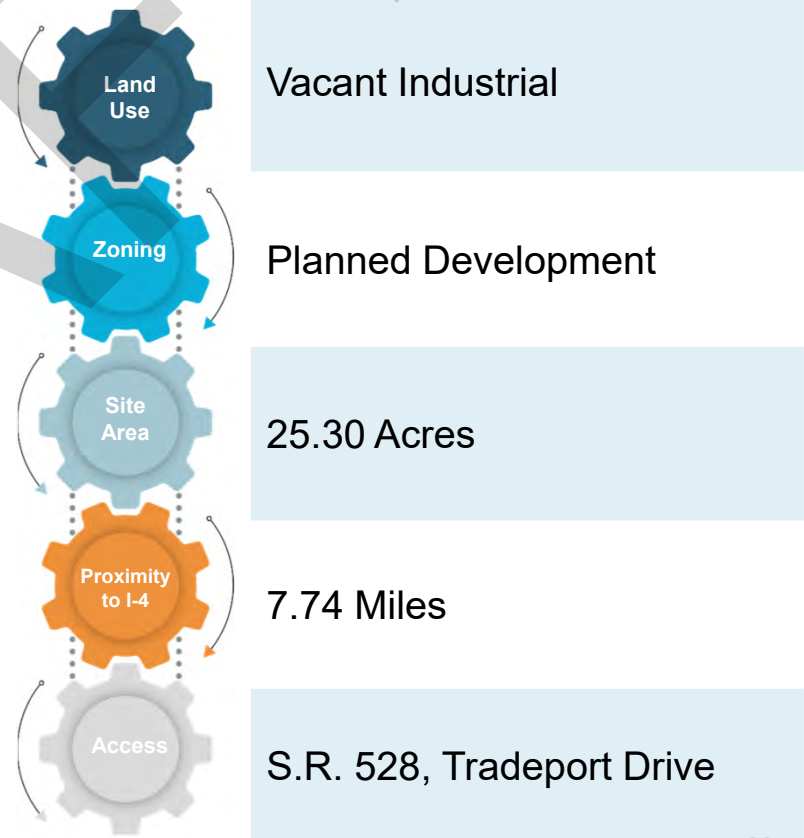 Land
Use
Vacant Industrial
Zoning
Planned Development
Site
Area
25.30 Acres
Proximity
to I-4
7.74 Miles
Access
S.R. 528, Tradeport Drive